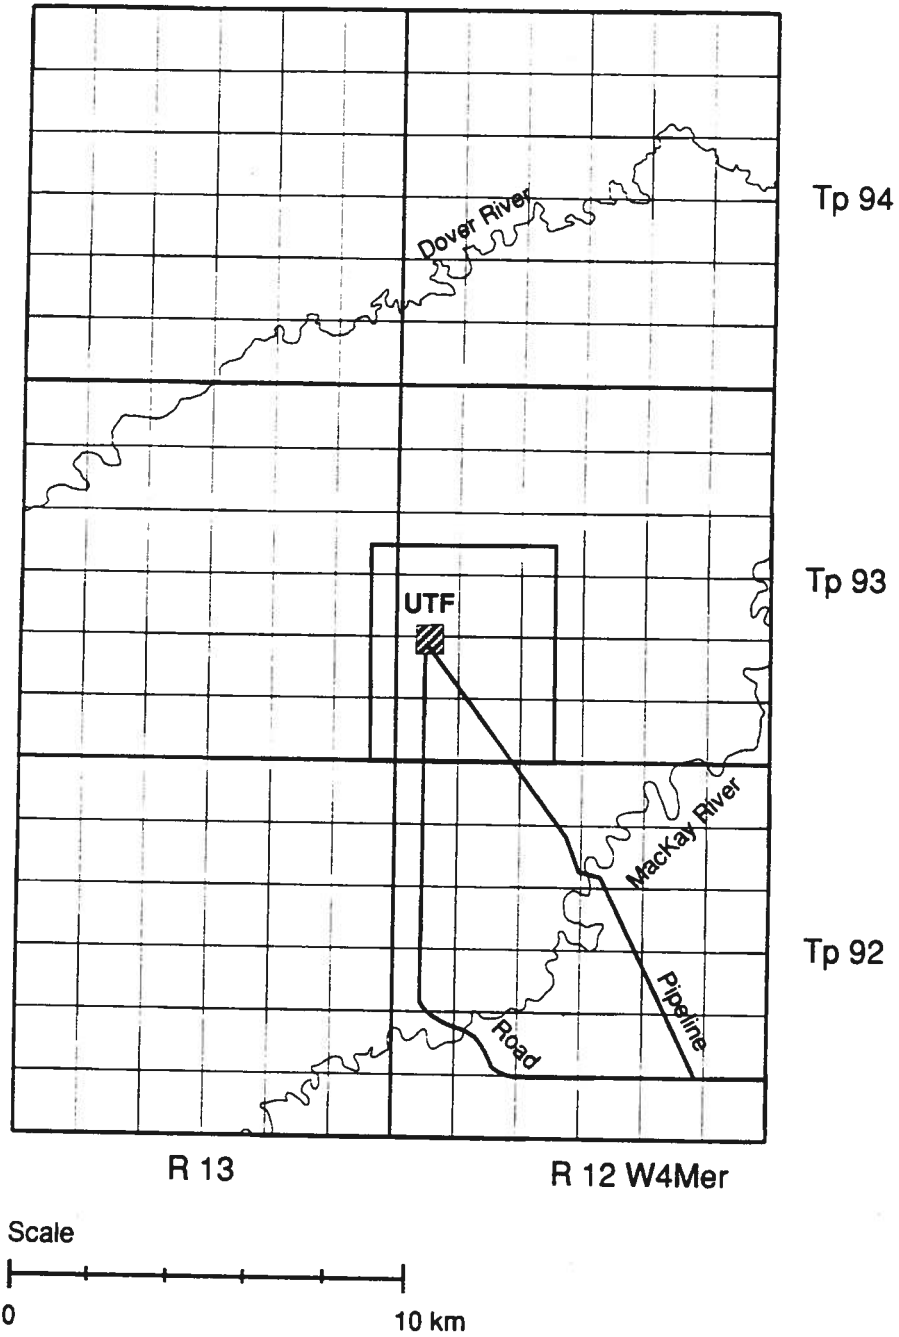 Dover River
Tp 94
UTF
Tp 93
MacKay River
Tp 92
Pipeline
Road
R 13
R 12 W4Mer
Scale
0
10 km